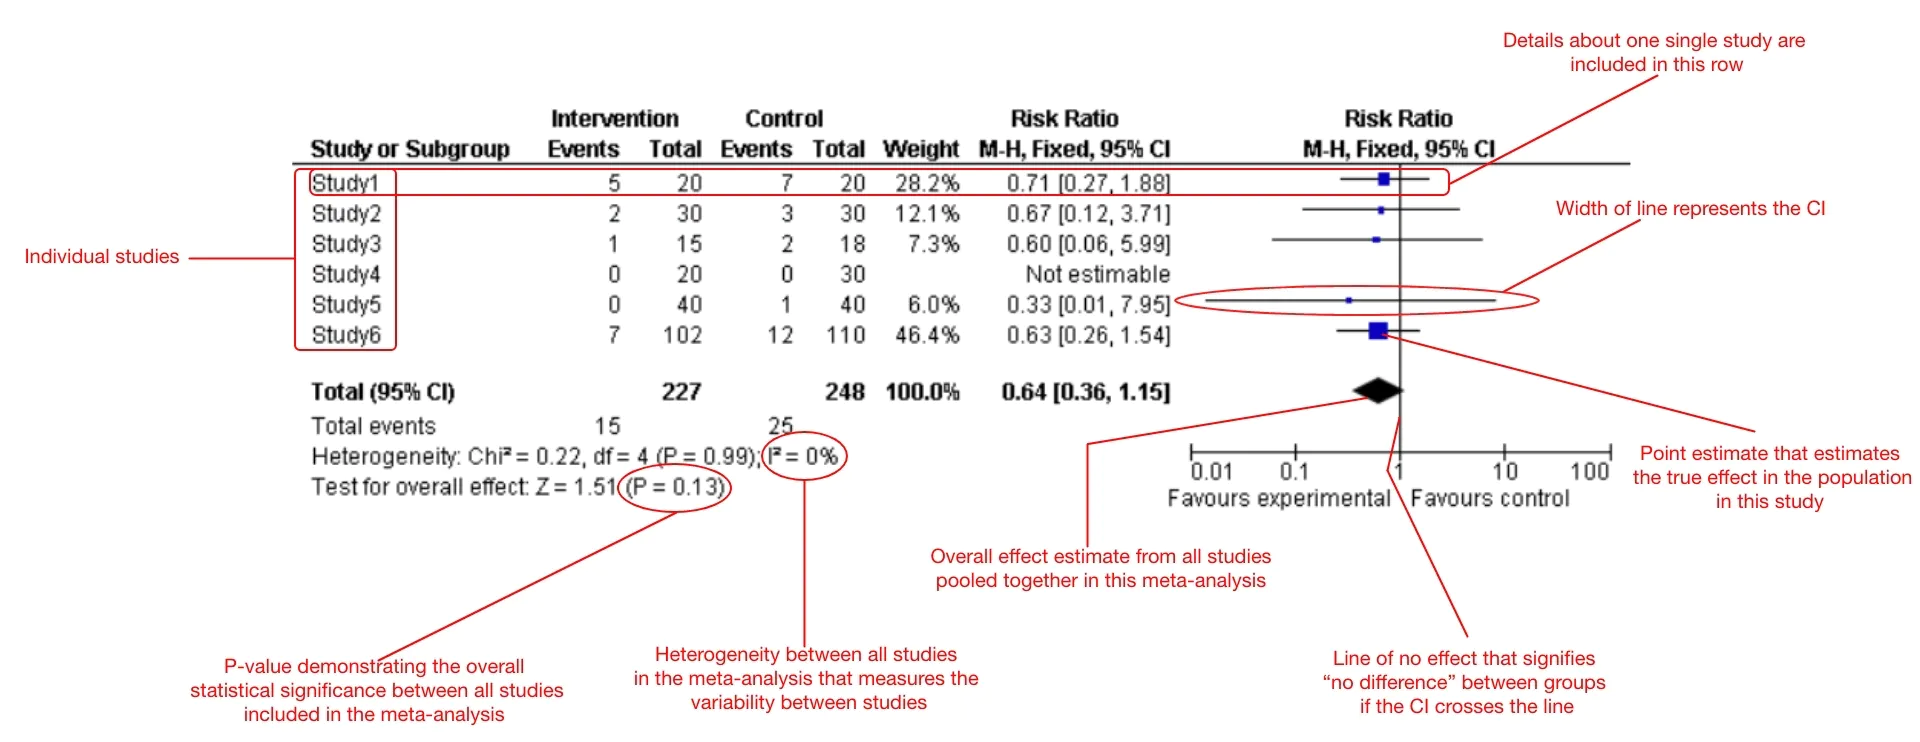 Details about one single study are
included in this row
Intervention Control Risk Ratio Risk Ratio
Study or Subgroup Events Total Events Total Weight M-H, Fixed, 95% CI M-H, Fixed, 95% CI
Study1 5 20 7 20 28.2% 0.71 [0.27, 1.88]
Study2 2 30 3 30 12.1% 0.67 [0.12, 3.71]
Width of line represents the CI
Study3 1 15 2 18 7.3% 0.60 [0.06, 5.99]
Individual studies
Study4 0 20 0 30 Not estimable
Study5 0 40 1 40 6.0% 0.33 [0.01, 7.95]
Study6 7 102 12 110 46.4% 0.63 [0.26, 1.54]
Total (95% CI) 227 248 100.0% 0.64 [0.36, 1.15]
Total events 15 25
Heterogeneity: Chi² = 0.22, df = 4 (P = 0.99); I² = 0%
Test for overall effect: Z = 1.51 (P = 0.13)
0.01 0.1 1 10 100
Favours experimental Favours control
Point estimate that estimates
the true effect in the population
in this study
Overall effect estimate from all studies
pooled together in this meta-analysis
P-value demonstrating the overall
statistical significance between all studies
included in the meta-analysis
Heterogeneity between all studies
in the meta-analysis that measures the
variability between studies
Line of no effect that signifies
“no difference” between groups
if the CI crosses the line